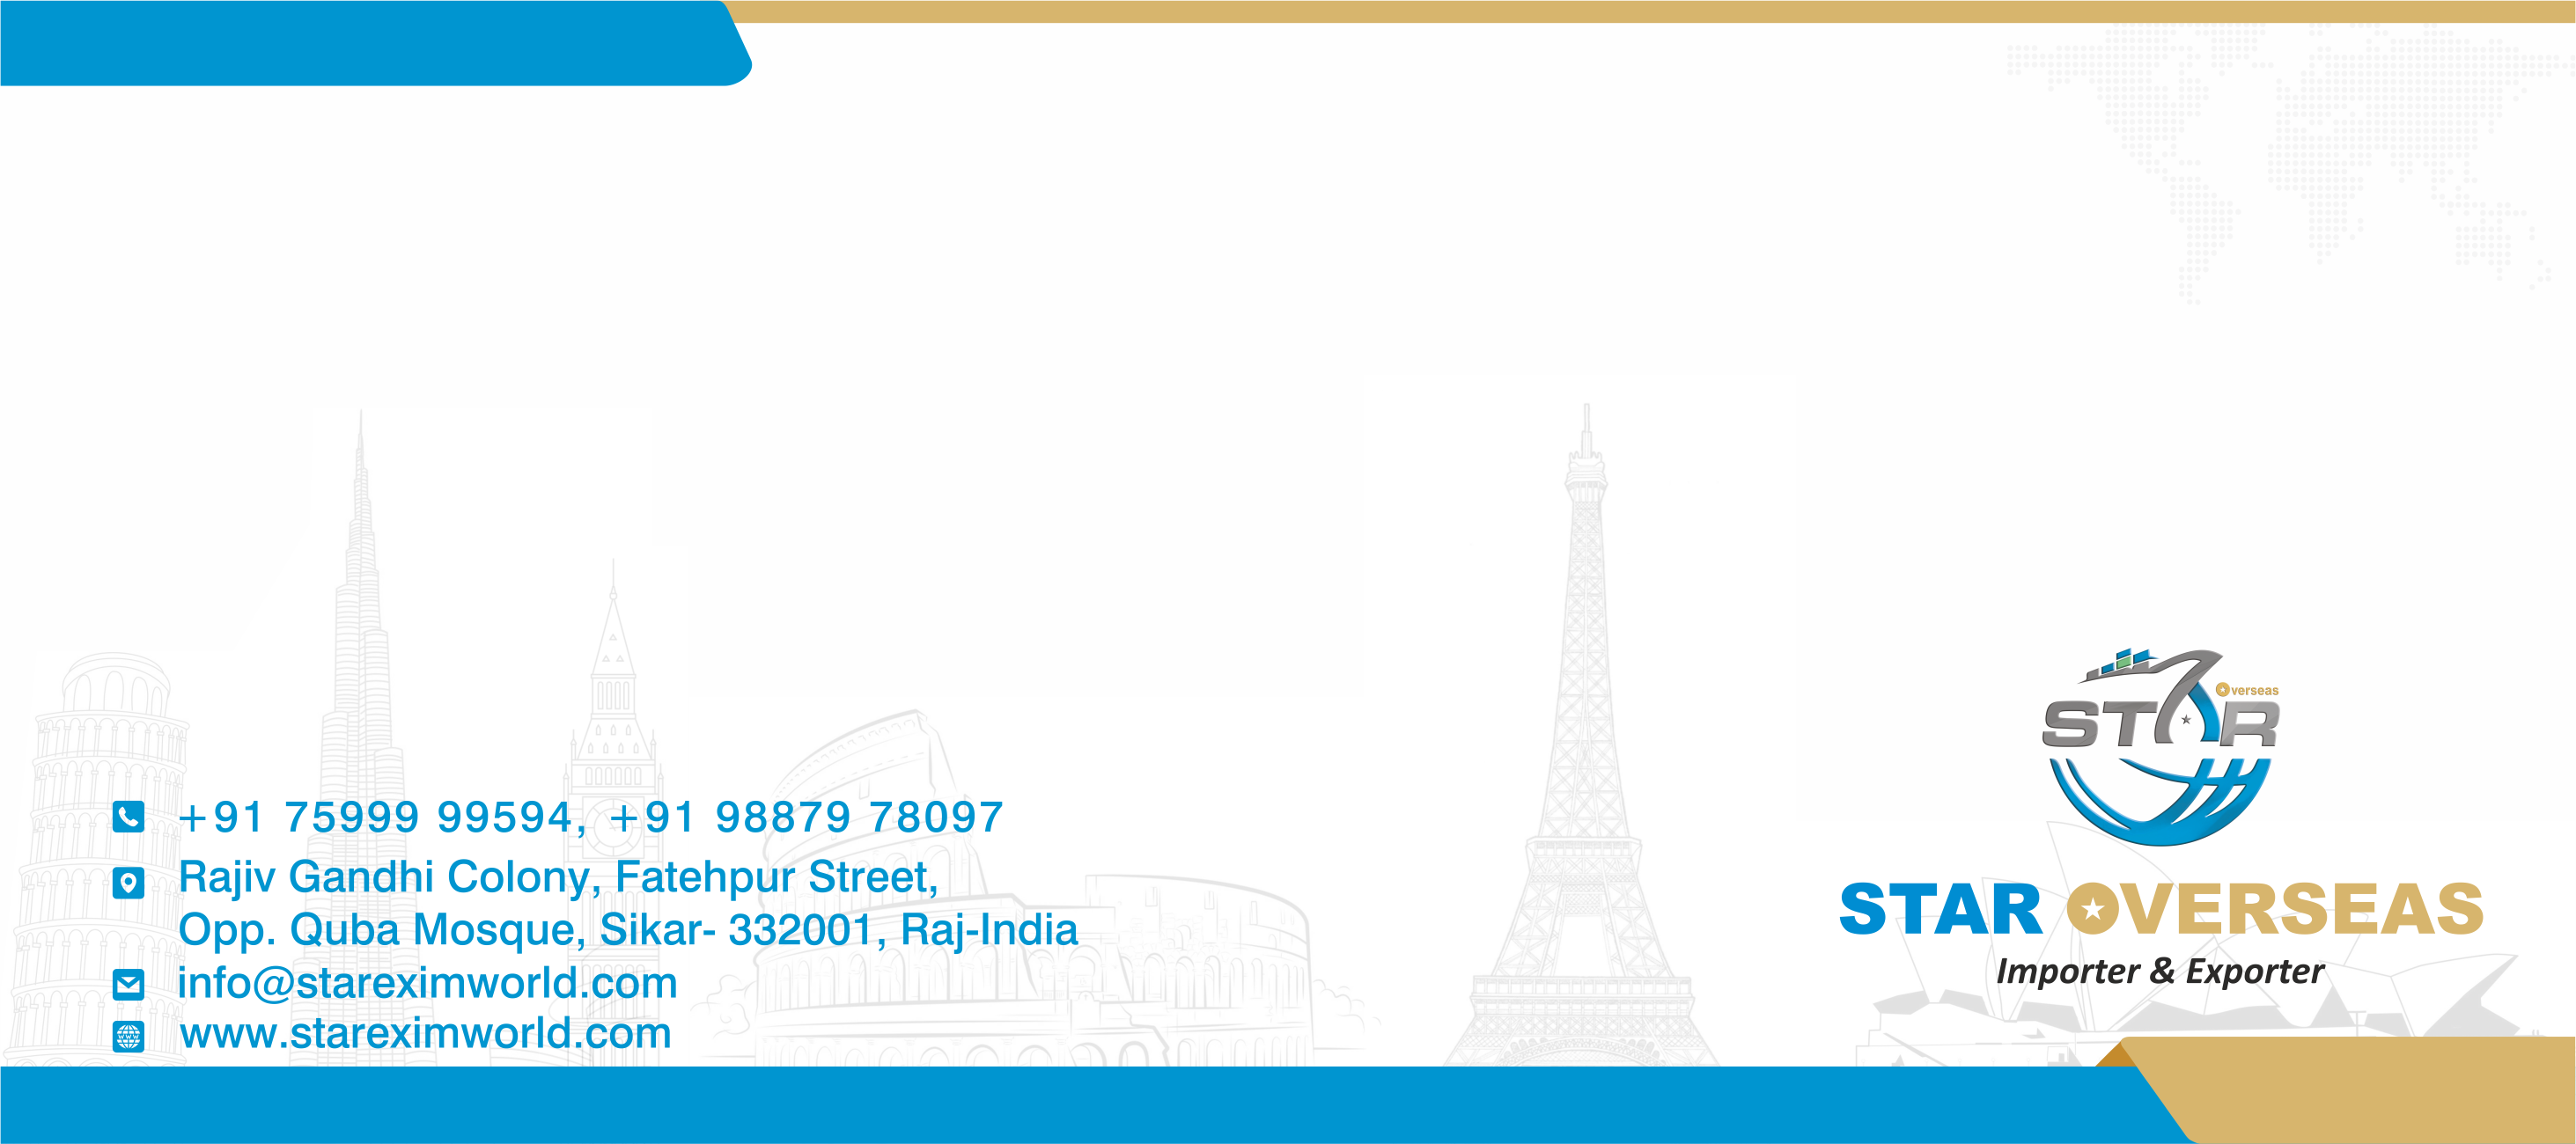 +91 75999 99594, +91 98879 78097
Rajiv Gandhi Colony, Fatehpur Street,
Opp. Quba Mosque, Sikar- 332001, Raj-India
info@stareximworld.com
www.stareximworld.com
Overseas
STAR
STAR OVERSEAS
Importer & Exporter